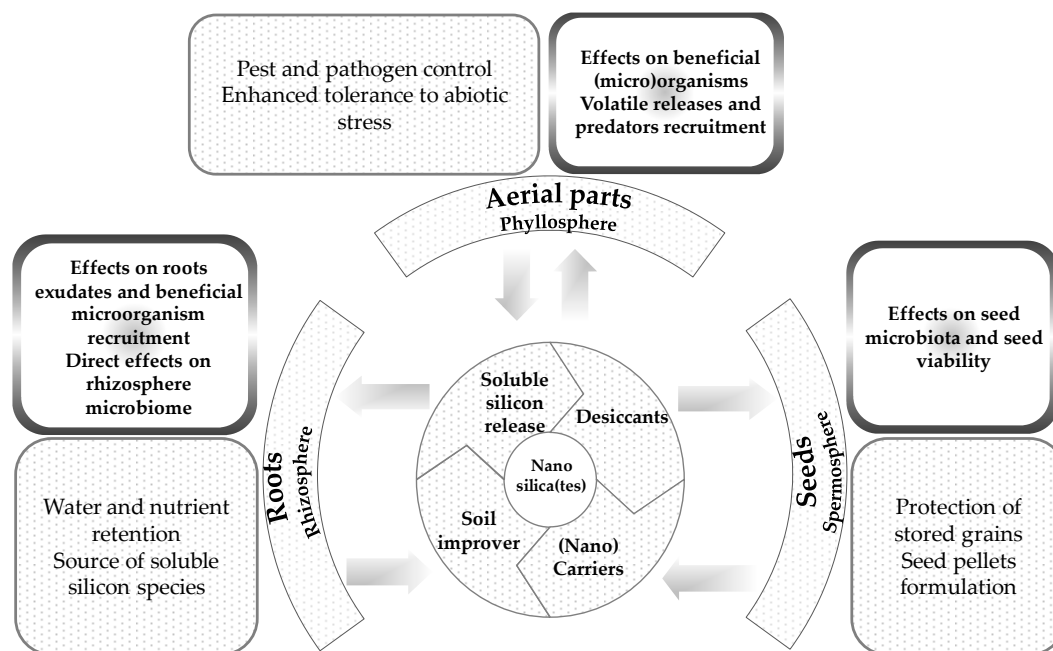 Pest and pathogen control
Enhanced tolerance to abiotic
stress
Effects on beneficial
(micro)organisms
Volatile releases and
predators recruitment
Aerial parts
Phyllosphere
Effects on roots
exudates and beneficial
microorganism
recruitment
Direct effects on
rhizosphere
microbiome
Water and nutrient
retention
Source of soluble
silicon species
Roots
Rhizosphere
Soluble
silicon
release
Desiccants
Nano
silica(tes)
Soil
improver
(Nano)
Carriers
Seeds
Spermosphere
Effects on seed
microbiota and seed
viability
Protection of
stored grains
Seed pellets
formulation